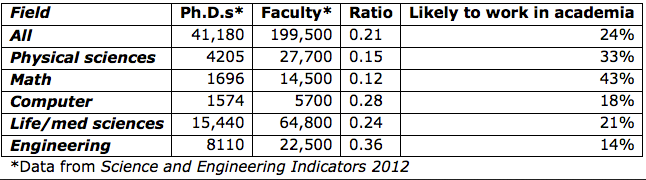 Field Ph.D.s* Faculty* Ratio Likely to work in academia
All 41,180 199,500 0.21 24%
Physical sciences 4205 27,700 0.15 33%
Math 1696 14,500 0.12 43%
Computer 1574 5700 0.28 18%
Life/med sciences 15,440 64,800 0.24 21%
Engineering 8110 22,500 0.36 14%
*Data from Science and Engineering Indicators 2012